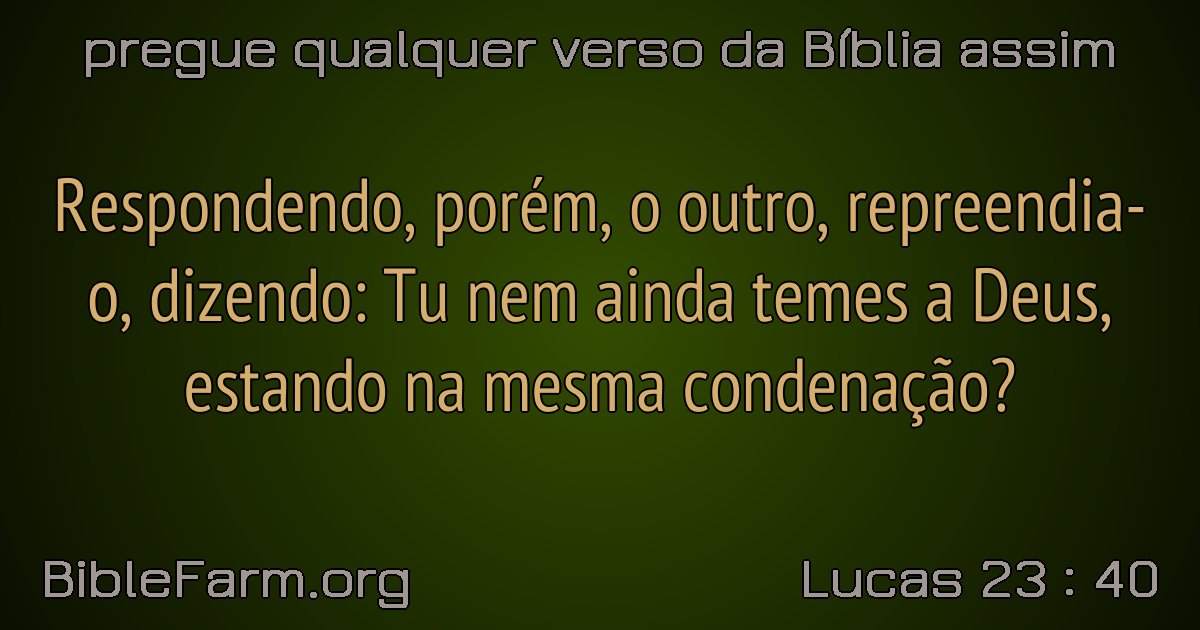 pregue qualquer verso da Bíblia assim
Respondendo, porém, o outro, repreendia-
o, dizendo: Tu nem ainda temes a Deus,
estando na mesma condenação?
BibleFarm.org
Lucas 23 : 40